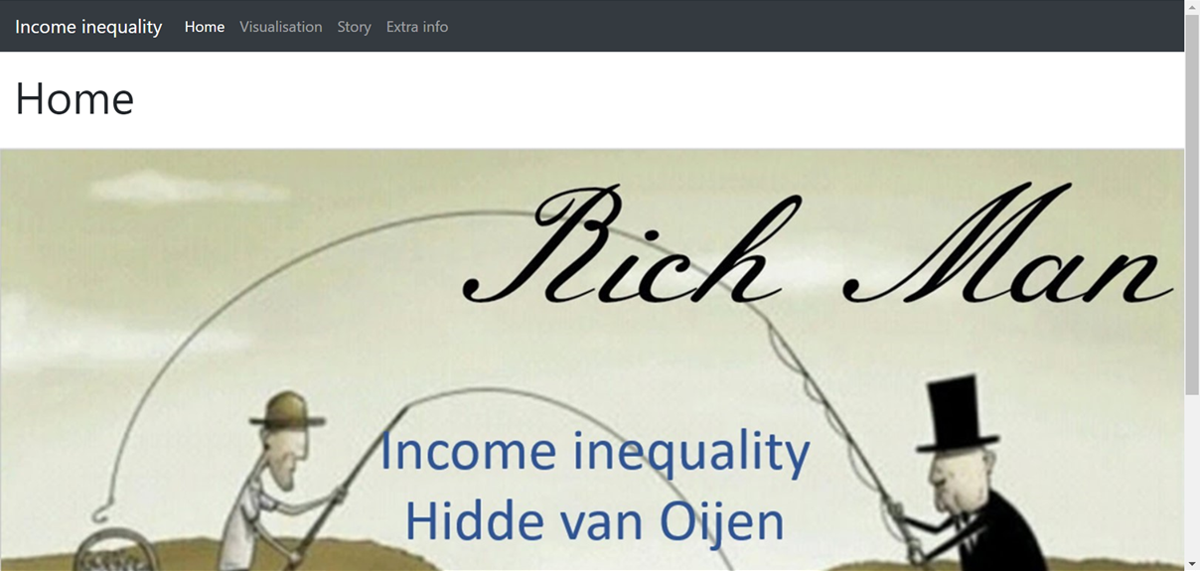 Income inequality Home Visualisation Story Extra info
Home
Rich Man
Income inequality
Hidde van Oijen